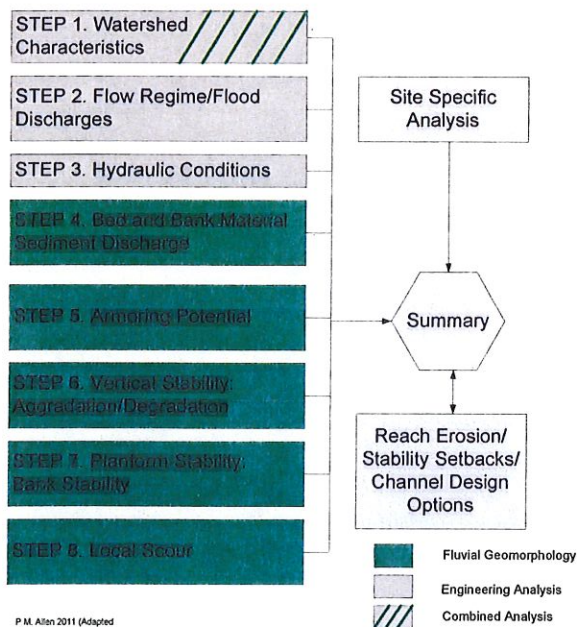 STEP 1. Watershed
Characteristics
STEP 2. Flow Regime/Flood
Discharges
STEP 3. Hydraulic Conditions
STEP 4. Bed and Bank Material
Sediment Discharge
STEP 5. Armoring Potential
STEP 6. Vertical Stability:
Aggradation/Degradation
STEP 7. Planform Stability:
Bank Stability
STEP 8. Local Scour
Site Specific
Analysis
Summary
Reach Erosion/
Stability Setbacks/
Channel Design
Options
Fluvial Geomorphology
Engineering Analysis
Combined Analysis
P M. Allen 2011 (Adapted